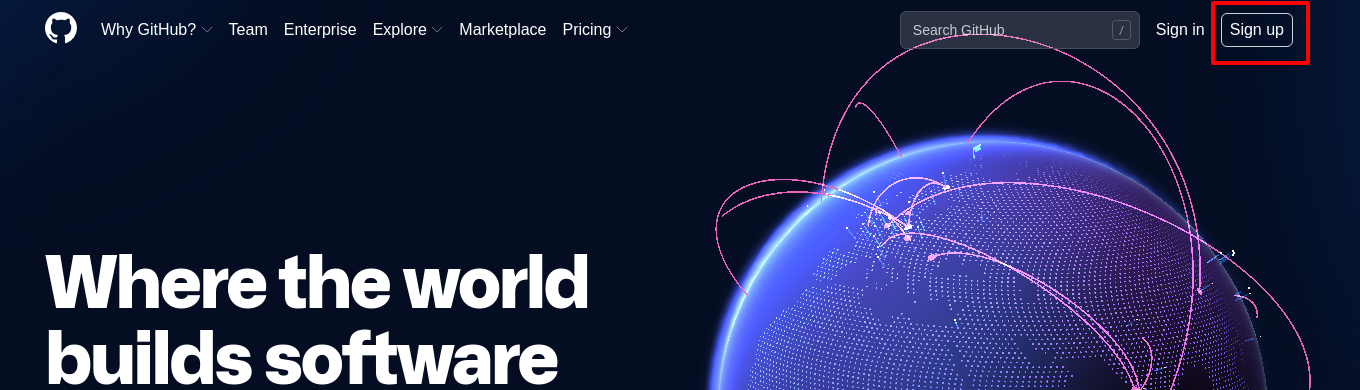 Why GitHub? Team Enterprise Explore Marketplace Pricing Search GitHub / Sign in Sign up
Where the world
builds software